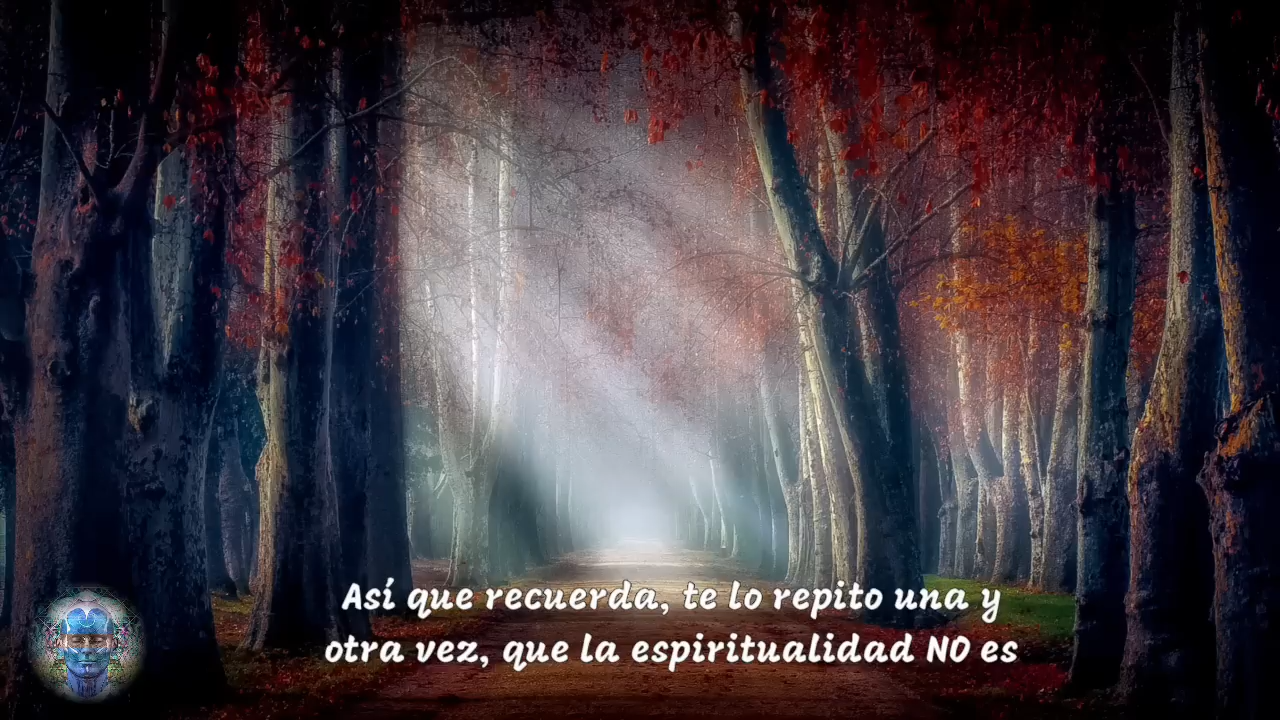 Así que recuerda, te lo repito una y
otra vez, que la espiritualidad NO es